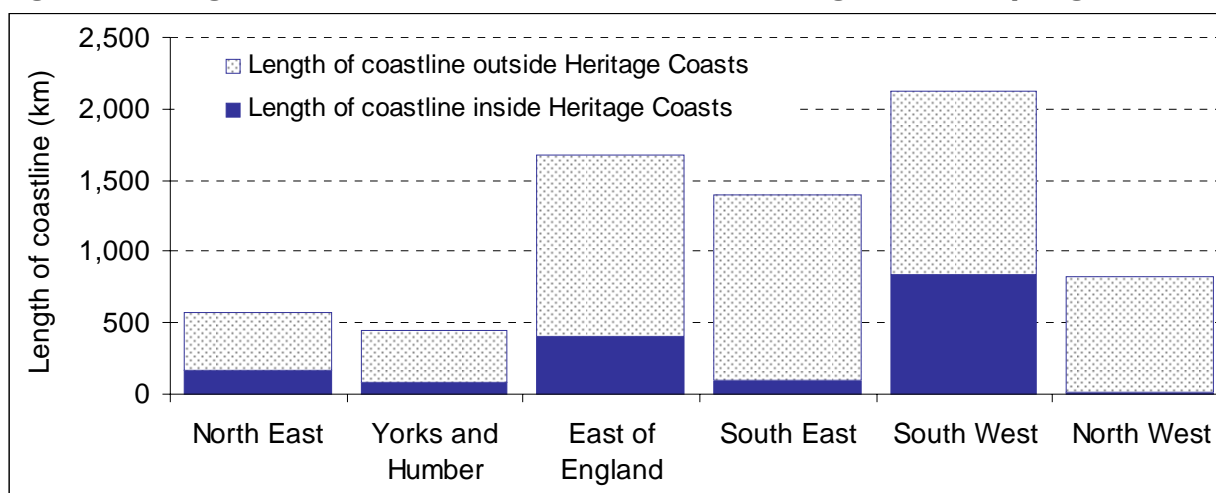 2,500
Length of coastline outside Heritage Coasts
2,000
Length of coastline inside Heritage Coasts
1,500
1,000
500
0
Length of coastline (km)
North East
Yorks and
Humber
East of
England
South East
South West
North West